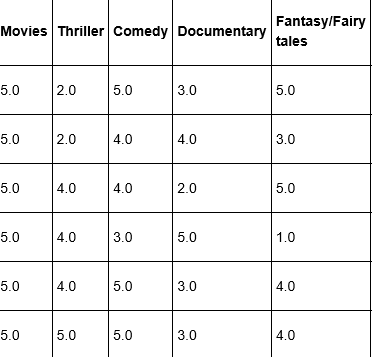 Movies Thriller Comedy Documentary Fantasy/Fairy
tales
5.0 2.0 5.0 3.0 5.0
5.0 2.0 4.0 4.0 3.0
5.0 4.0 4.0 2.0 5.0
5.0 4.0 3.0 5.0 1.0
5.0 4.0 5.0 3.0 4.0
5.0 5.0 5.0 3.0 4.0